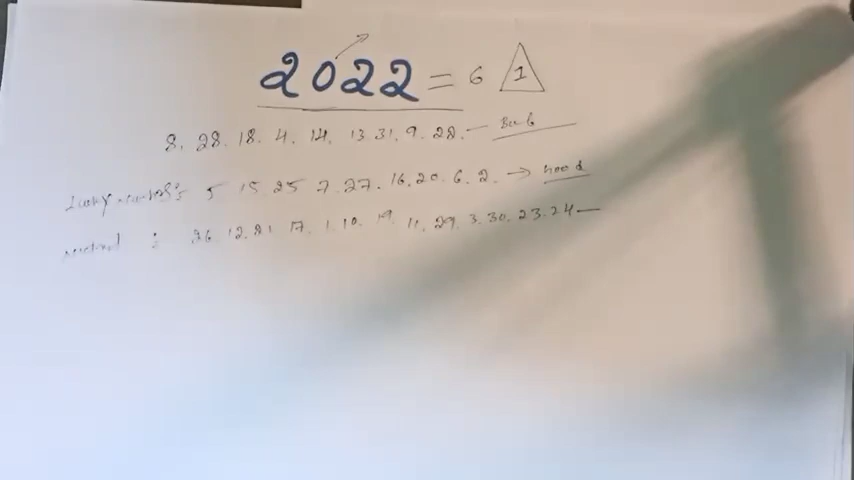 2022 = 6 1
8. 28. 18. 4. 14. 13. 31. 9. 22. — Bad
Lucky numbers 5 15 25 7. 27. 16. 20. 6. 2. → Good
: 26. 12. 21. 17. 1. 10. 19. 11. 29. 3. 30. 23. 24 —